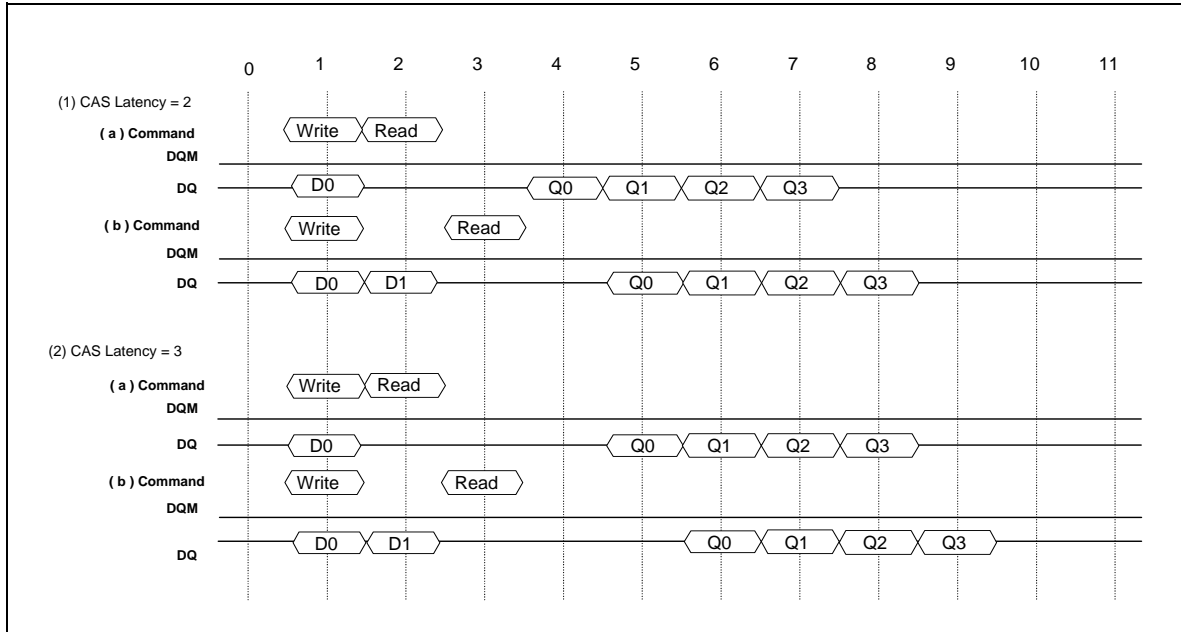 0 1 2 3 4 5 6 7 8 9 10 11
(1) CAS Latency = 2
( a ) Command Write Read
DQM
DQ D0 Q0 Q1 Q2 Q3
( b ) Command Write Read
DQM
DQ D0 D1 Q0 Q1 Q2 Q3
(2) CAS Latency = 3
( a ) Command Write Read
DQM
DQ D0 Q0 Q1 Q2 Q3
( b ) Command Write Read
DQM
DQ D0 D1 Q0 Q1 Q2 Q3